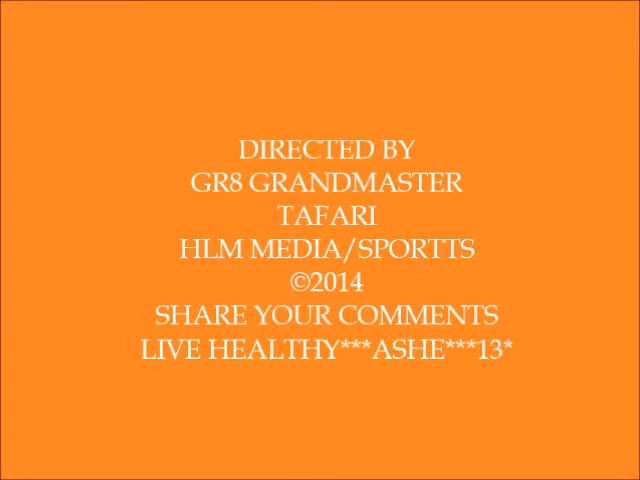 DIRECTED BY
GR8 GRANDMASTER
TAFARI
HLM MEDIA/SPORTTS
©2014
SHARE YOUR COMMENTS
LIVE HEALTHY***ASHE***13*